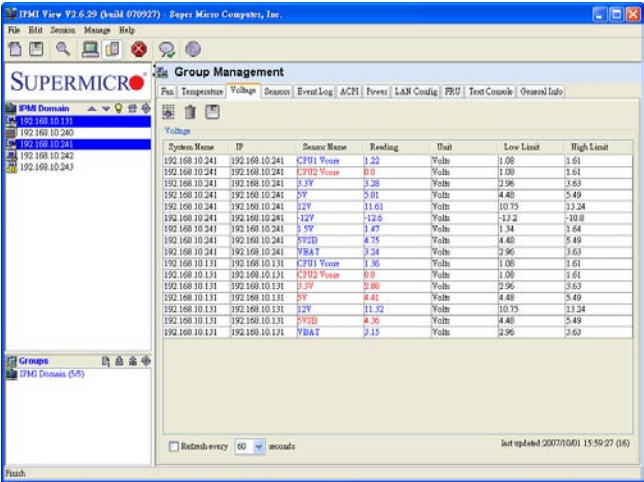 IPMI View V2.6.29 (build 070927) - Super Micro Computer, Inc.
File Edit Session Manage Help
SUPERMICRO
Group Management
Fan Temperature Voltage Sensors Event Log ACPI Power LAN Config FRU Text Console General Info
IPMI Domain
192.168.10.131
192.168.10.240
192.168.10.241
192.168.10.242
192.168.10.243
Voltage
System Name IP Sensor Name Reading Unit Low Limit High Limit
192.168.10.241 192.168.10.241 CPU1 Vcore 1.22 Volts 1.08 1.61
192.168.10.241 192.168.10.241 CPU2 Vcore 0.0 Volts 1.08 1.61
192.168.10.241 192.168.10.241 3.3V 3.28 Volts 2.96 3.63
192.168.10.241 192.168.10.241 5V 5.01 Volts 4.48 5.49
192.168.10.241 192.168.10.241 12V 11.61 Volts 10.75 13.24
192.168.10.241 192.168.10.241 -12V -12.6 Volts -13.2 -10.8
192.168.10.241 192.168.10.241 1.5V 1.47 Volts 1.34 1.64
192.168.10.241 192.168.10.241 5VSB 4.75 Volts 4.48 5.49
192.168.10.241 192.168.10.241 VBAT 3.24 Volts 2.96 3.63
192.168.10.131 192.168.10.131 CPU1 Vcore 1.36 Volts 1.08 1.61
192.168.10.131 192.168.10.131 CPU2 Vcore 0.0 Volts 1.08 1.61
192.168.10.131 192.168.10.131 3.3V 2.88 Volts 2.96 3.63
192.168.10.131 192.168.10.131 5V 4.41 Volts 4.48 5.49
192.168.10.131 192.168.10.131 12V 11.32 Volts 10.75 13.24
192.168.10.131 192.168.10.131 5VSB 4.36 Volts 4.48 5.49
192.168.10.131 192.168.10.131 VBAT 3.15 Volts 2.96 3.63
Groups
IPMI Domain (5/5)
Refresh every 60 seconds
last updated :2007/10/01 15:59:27 (16)
Finish